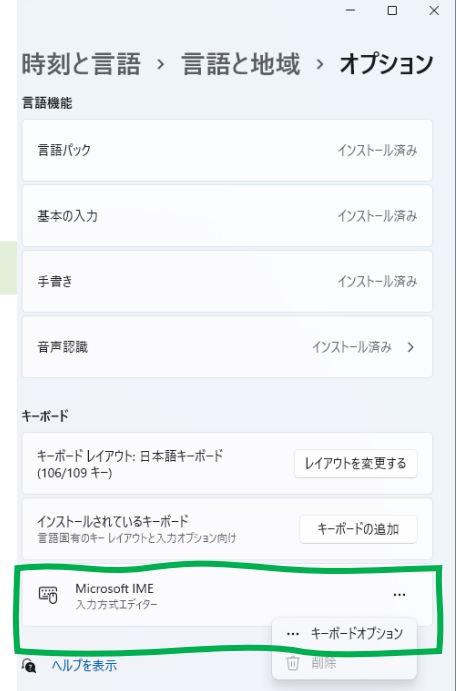 時刻と言語 › 言語と地域 › オプション
言語機能
言語パック インストール済み
基本の入力 インストール済み
手書き インストール済み
音声認識 インストール済み
キーボード
キーボード レイアウト: 日本語キーボード
(106/109 キー) レイアウトを変更する
インストールされているキーボード
言語固有のキー レイアウトと入力オプション向け キーボードの追加
Microsoft IME
入力方式エディター
キーボードオプション
削除
ヘルプを表示